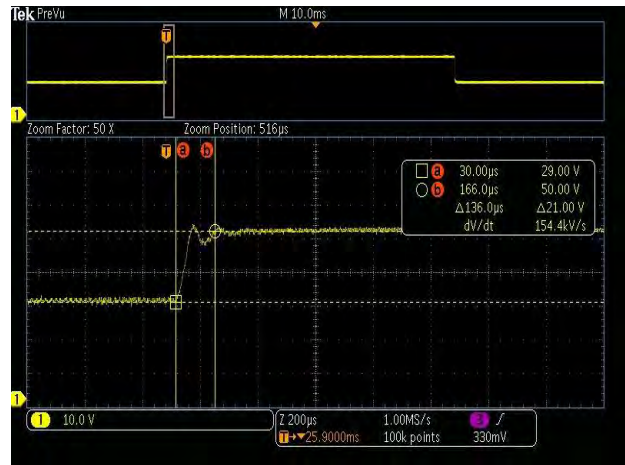 Tek PreVu
M 10.0ms
T
1
Zoom Factor: 50 X Zoom Position: 516µs
T a b
a 30.00µs 29.00 V
b 166.0µs 50.00 V
Δ136.0µs Δ21.00 V
dV/dt 154.4kV/s
1
1 10.0 V
Z 200µs 1.00MS/s 3
T→▼25.9000ms 100k points 330mV